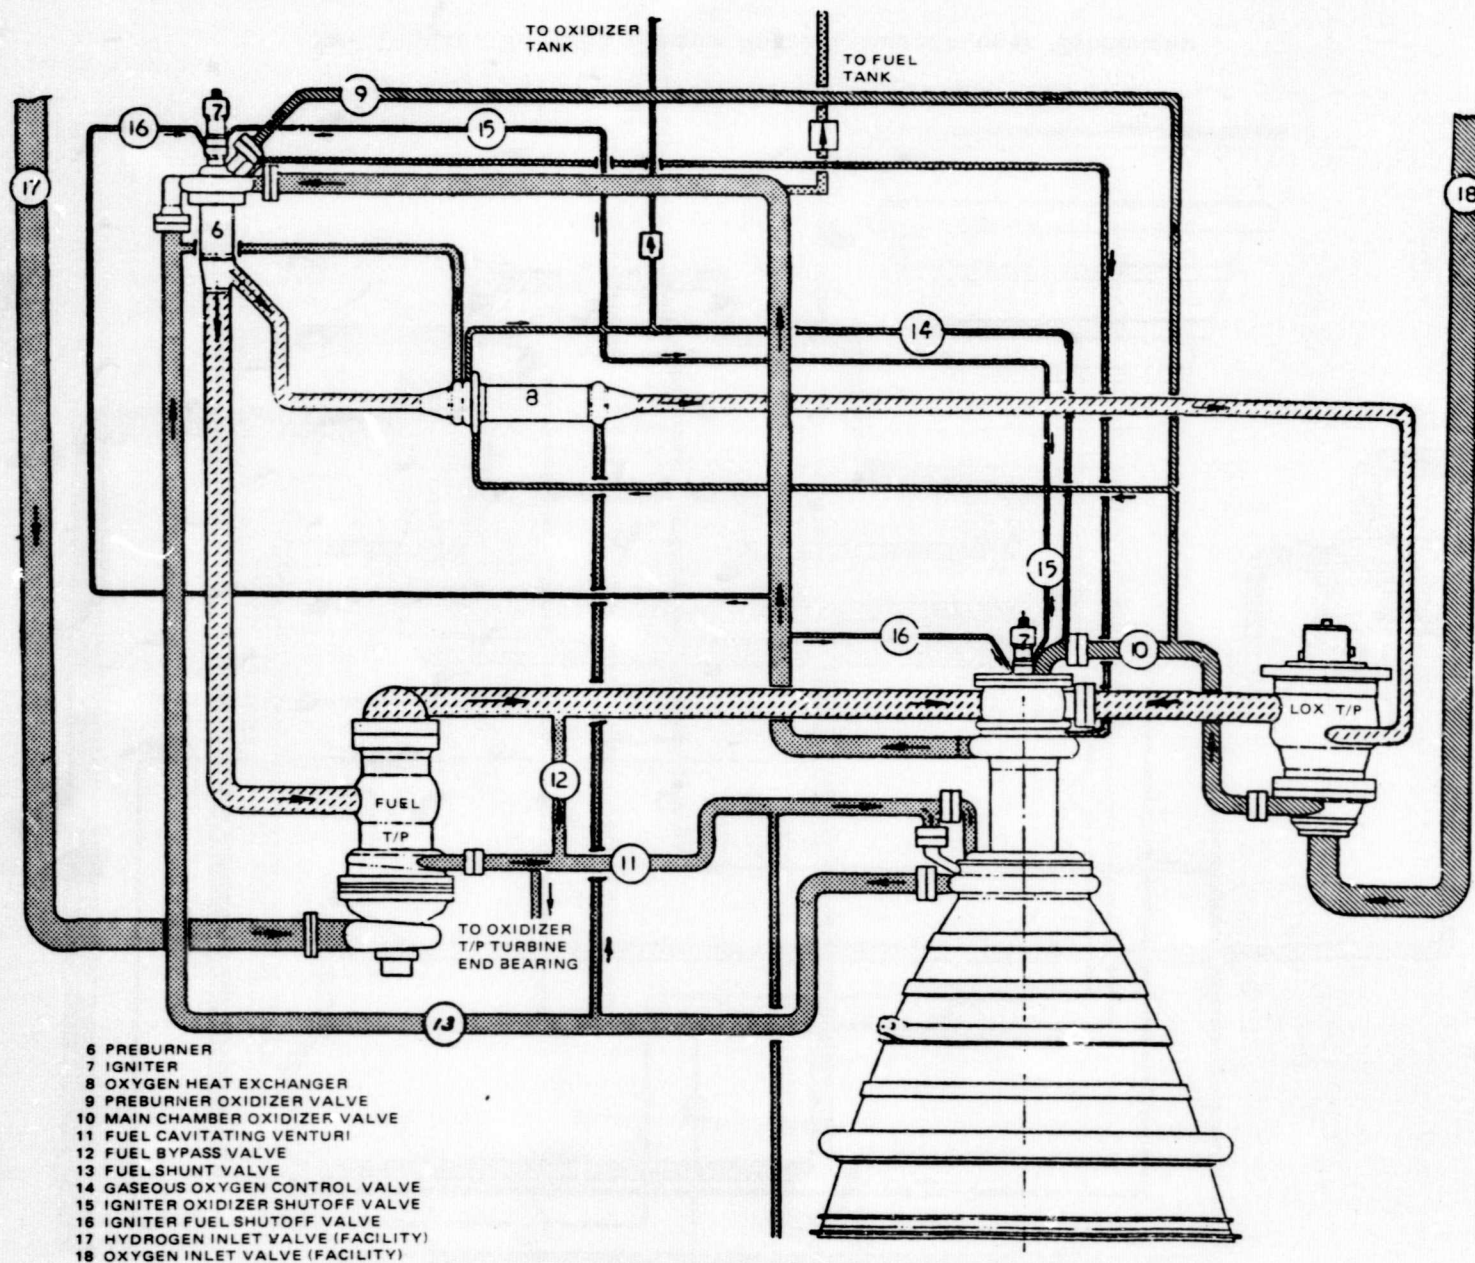 TO OXIDIZER
TANK
TO FUEL
TANK
9
7
16
15
17
18
6
4
14
8
15
16
7
10
LOX T/P
12
FUEL
T/P
11
TO OXIDIZER
T/P TURBINE
END BEARING
13
6 PREBURNER
7 IGNITER
8 OXYGEN HEAT EXCHANGER
9 PREBURNER OXIDIZER VALVE
10 MAIN CHAMBER OXIDIZER VALVE
11 FUEL CAVITATING VENTURI
12 FUEL BYPASS VALVE
13 FUEL SHUNT VALVE
14 GASEOUS OXYGEN CONTROL VALVE
15 IGNITER OXIDIZER SHUTOFF VALVE
16 IGNITER FUEL SHUTOFF VALVE
17 HYDROGEN INLET VALVE (FACILITY)
18 OXYGEN INLET VALVE (FACILITY)